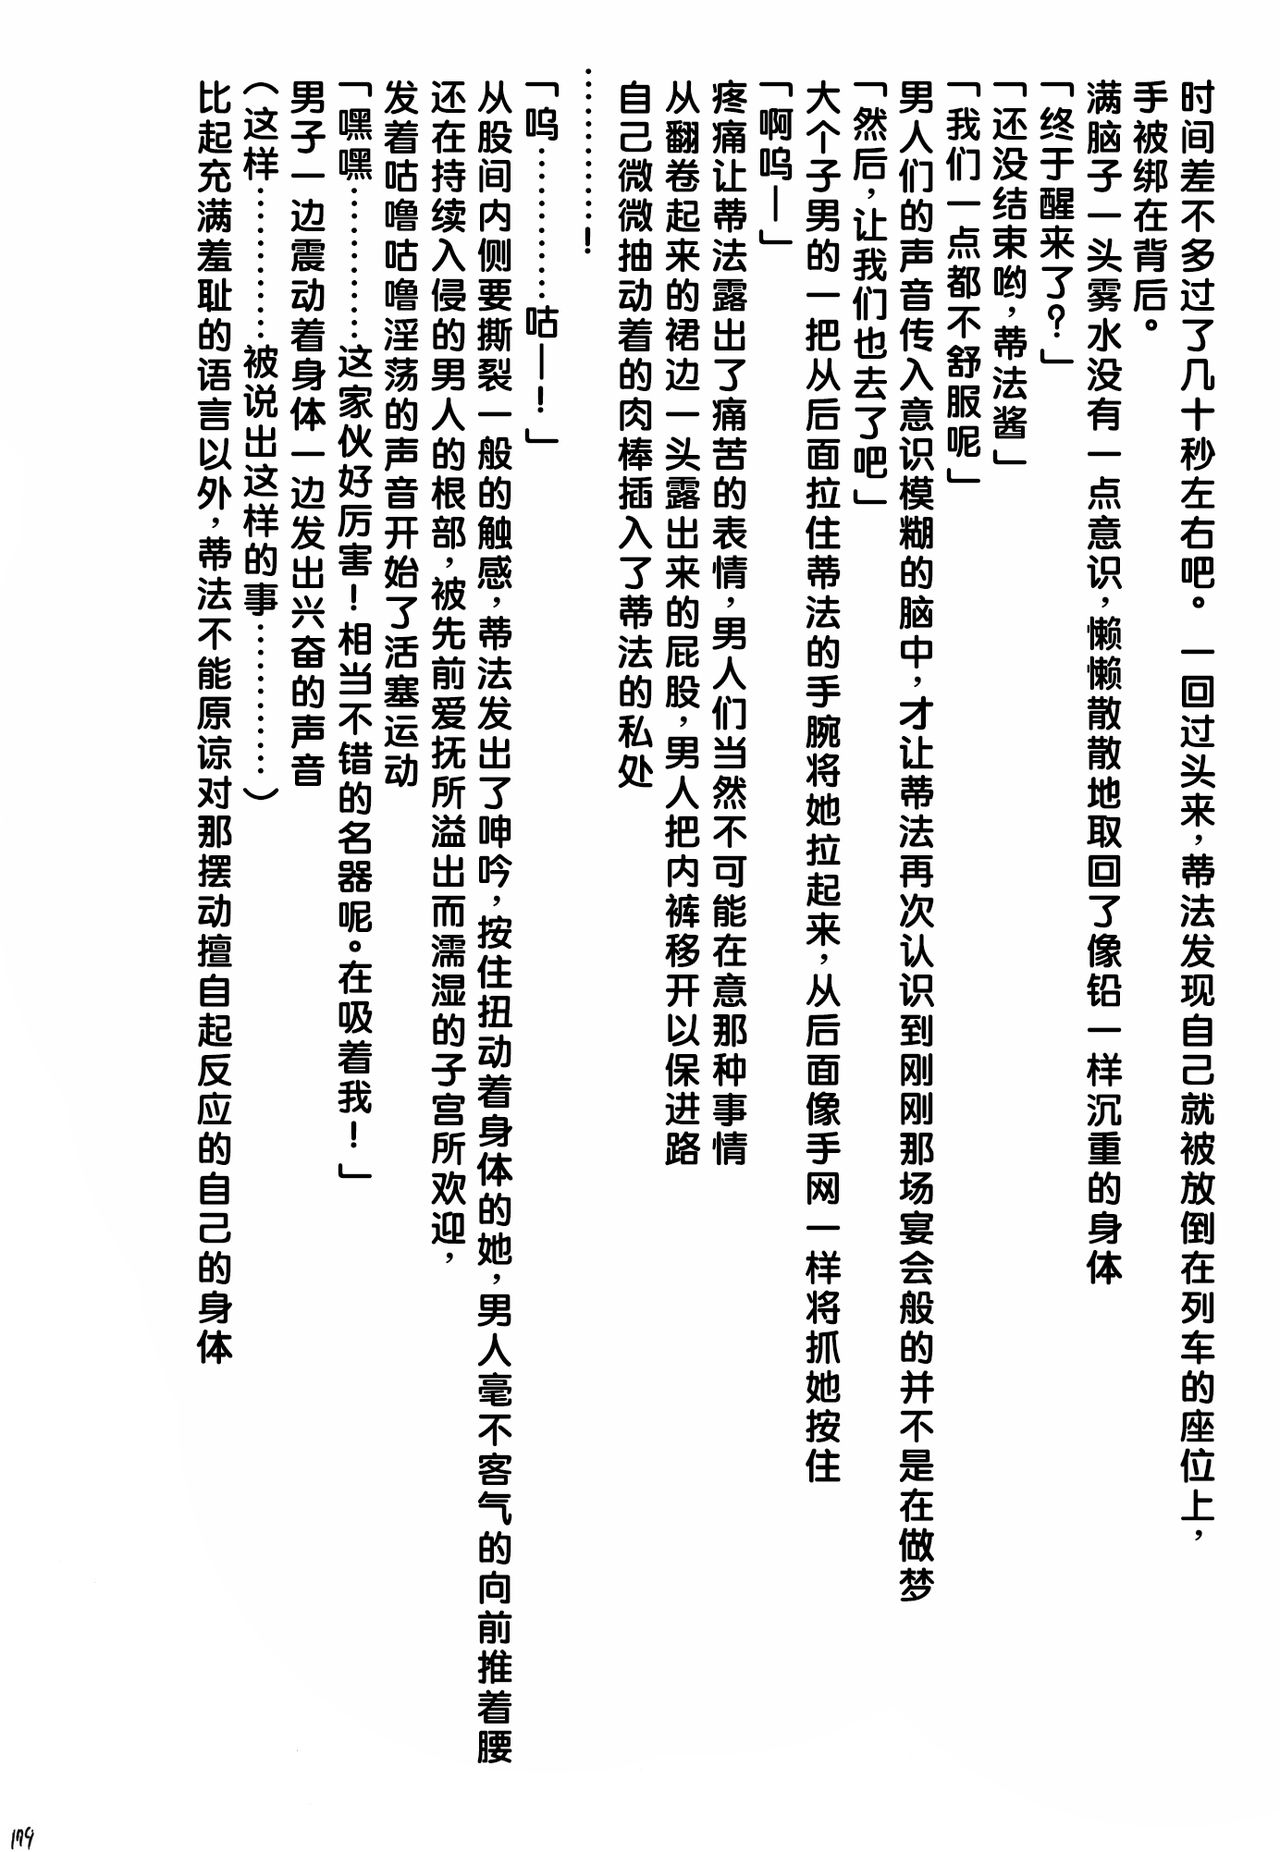 时间差不多过了几十秒左右吧。一回过头来，蒂法发现自己就被放倒在列车的座位上，
手被绑在背后。
满脑子一头雾水没有一点意识，懒懒散散地取回了像铅一样沉重的身体
「终于醒来了？」
「还没结束哟，蒂法酱」
「我们一点都不舒服呢」
男人们的声音传入意识模糊的脑中，才让蒂法再次认识到刚刚那场宴会般的并不是在做梦
「然后，让我们也去了吧」
大个子男的一把从后面拉住蒂法的手腕将她拉起来，从后面像手网一样将抓她按住
「啊呜—」
疼痛让蒂法露出了痛苦的表情，男人们当然不可能在意那种事情
从翻卷起来的裙边一头露出来的屁股，男人把内裤移开以保进路
自己微微抽动着的肉棒插入了蒂法的私处
…………！
「呜…………咕—！」
从股间内侧要撕裂一般的触感，蒂法发出了呻吟，按住扭动着身体的她，男人毫不客气的向前推着腰
还在持续入侵的男人的根部，被先前爱抚所溢出而濡湿的子宫所欢迎，
发着咕噜咕噜淫荡的声音开始了活塞运动
「嘿嘿…………这家伙好厉害！相当不错的名器呢。在吸着我！」
男子一边震动着身体一边发出兴奋的声音
（这样…………被说出这样的事…………）
比起充满羞耻的语言以外，蒂法不能原谅对那摆动擅自起反应的自己的身体
179